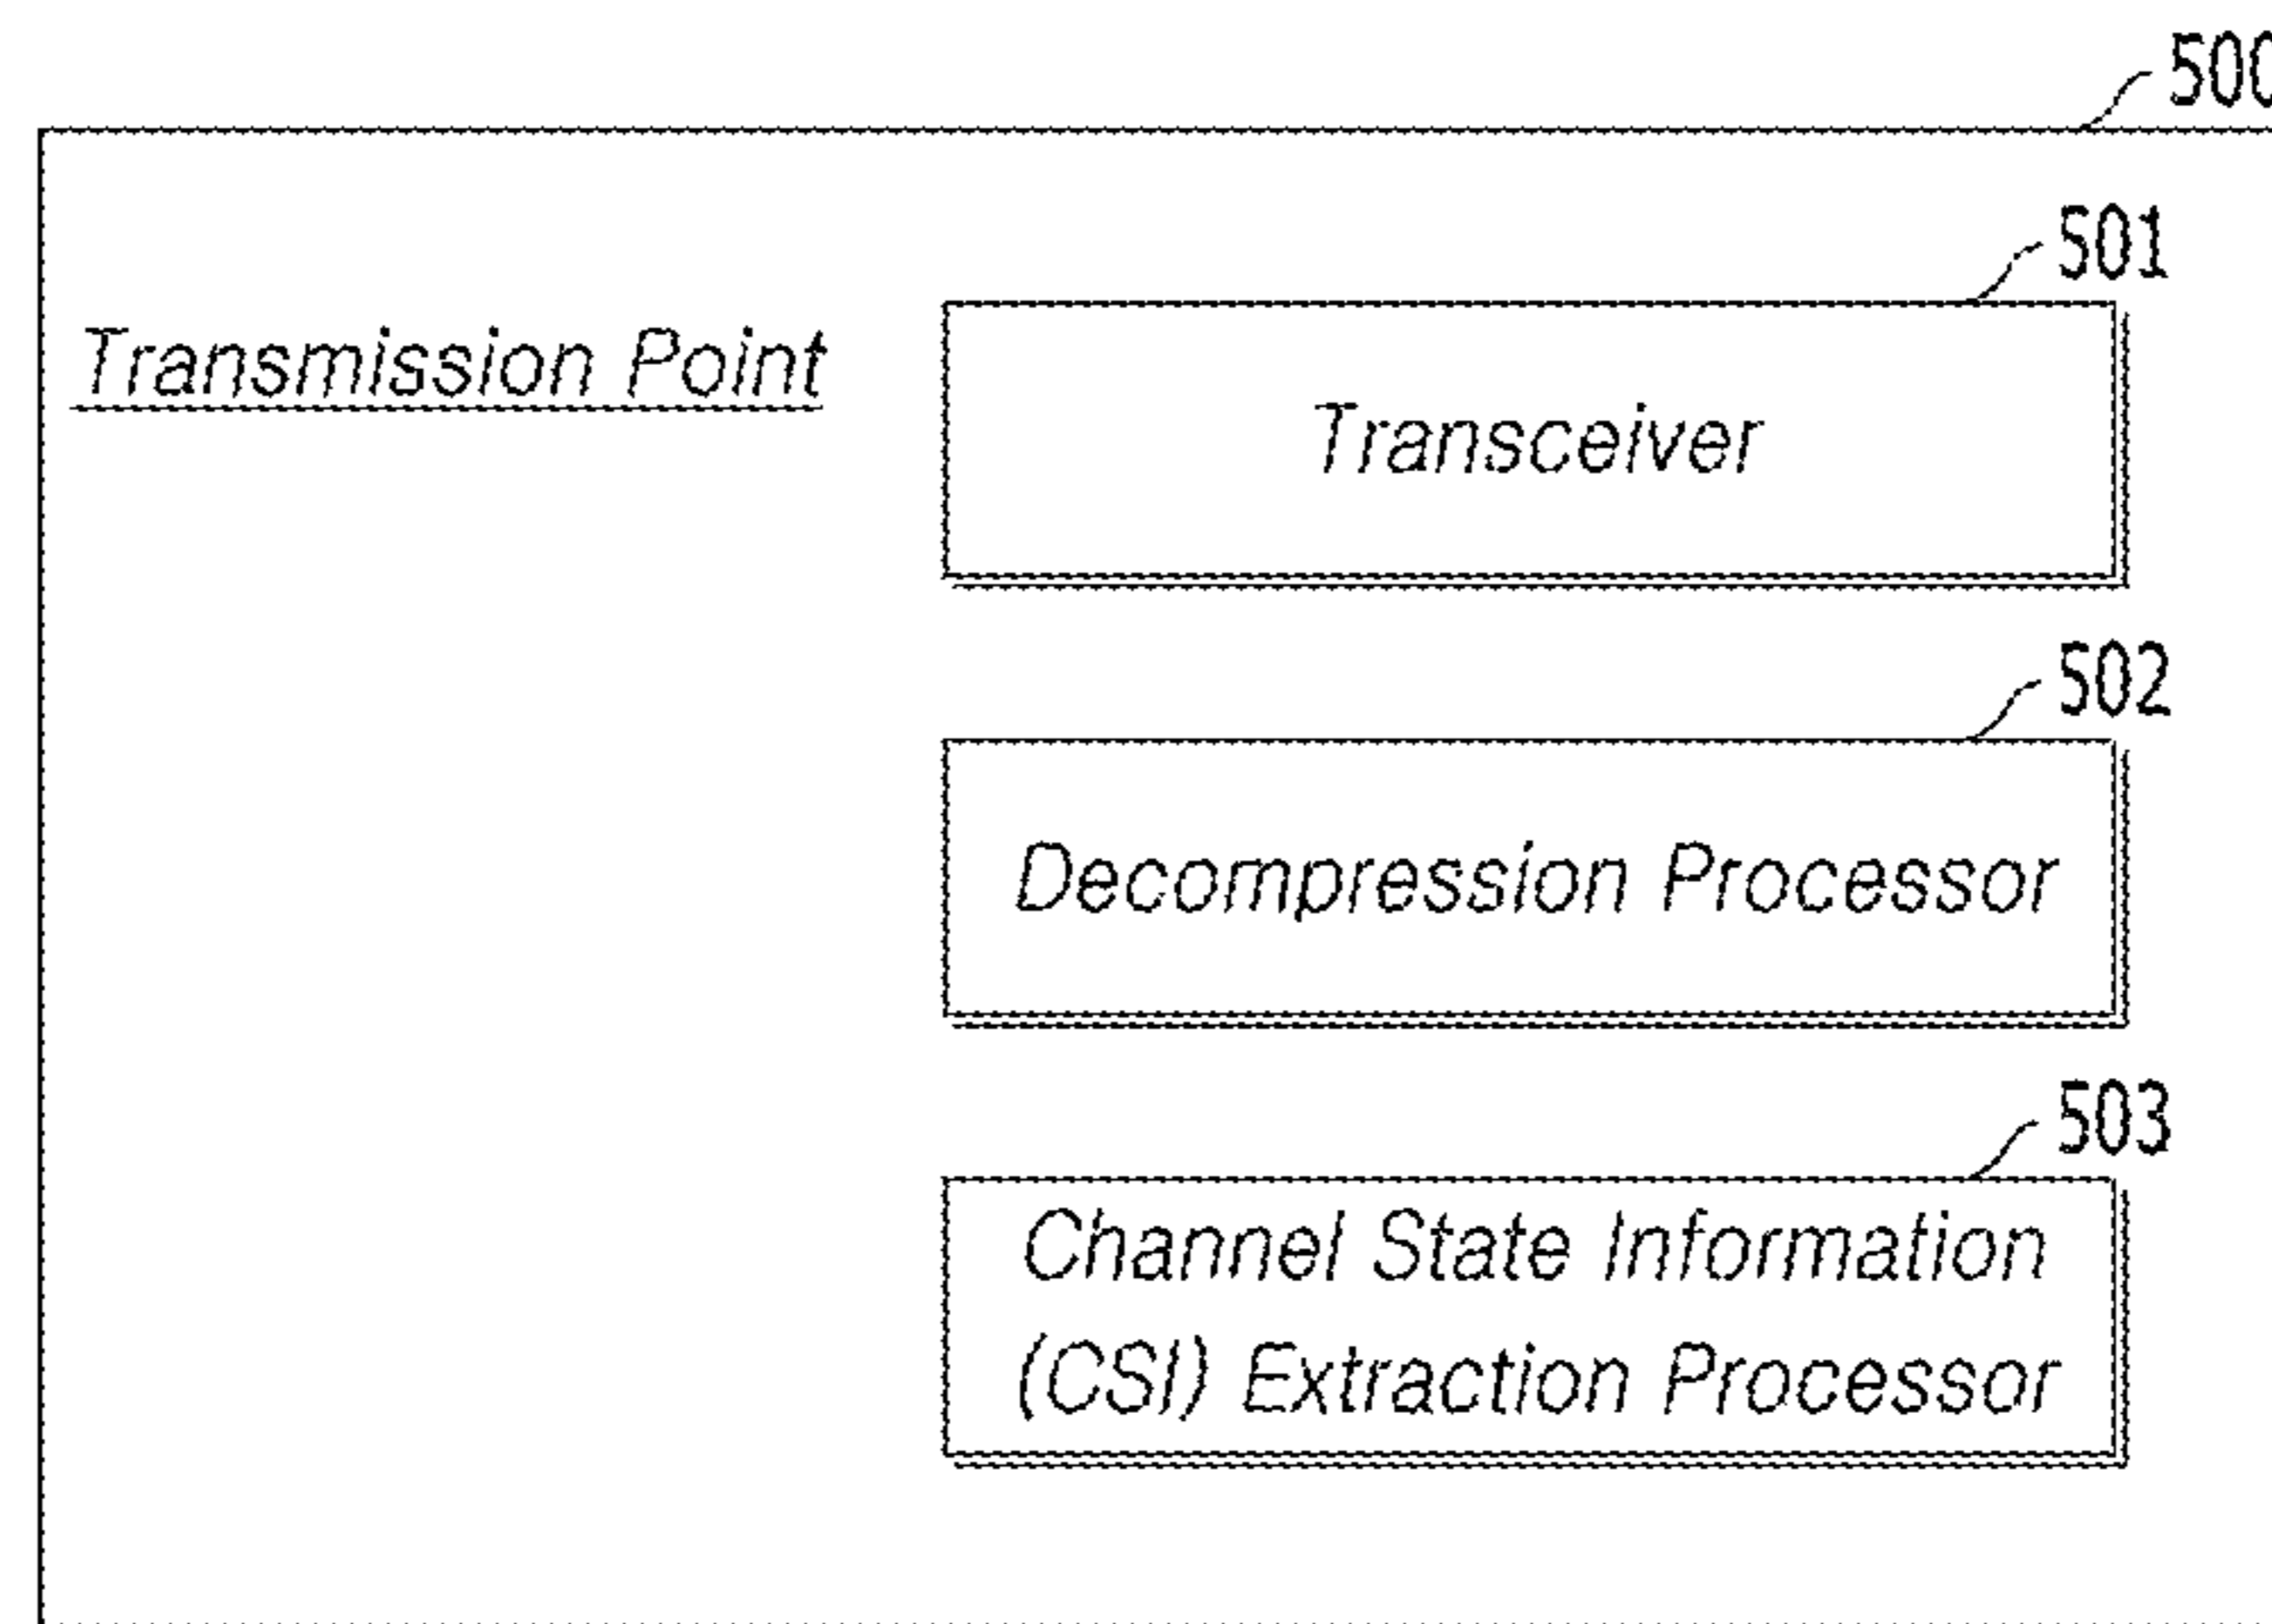 500
501
Transmission Point
Transceiver
502
Decompression Processor
503
Channel State Information
(CSI) Extraction Processor